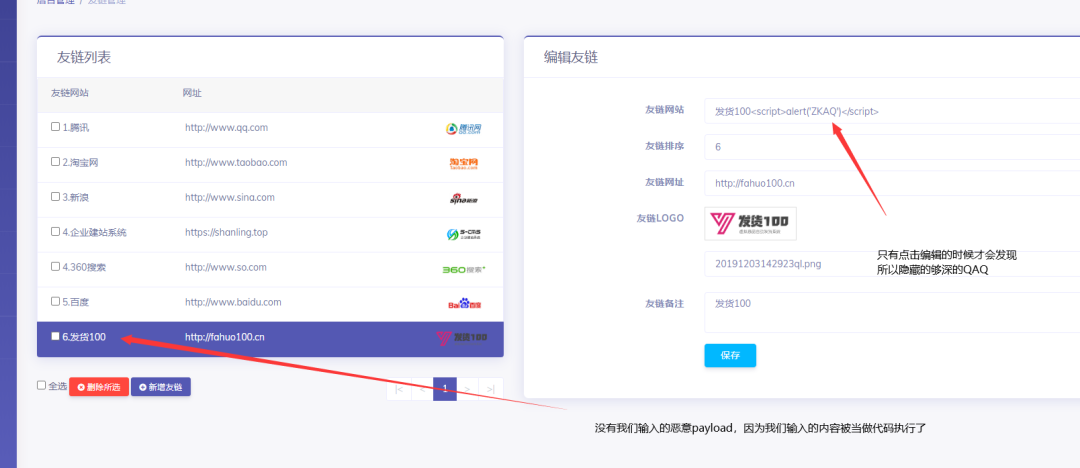 后台管理 / 友链管理
友链列表
友链网站 网址
1.腾讯 http://www.qq.com 腾讯网
2.淘宝网 http://www.taobao.com 淘宝网
3.新浪 http://www.sina.com sina新浪
4.企业建站系统 https://shanling.top S-CMS
4.360搜索 http://www.so.com 360搜索
5.百度 http://www.baidu.com Bai百度
6.发货100 http://fahuo100.cn 发货100
全选 删除所选 新增友链
|< 1 > >|
编辑友链
友链网站 发货100<script>alert('ZKAQ')</script>
友链排序 6
友链网址 http://fahuo100.cn
友链LOGO 发货100
20191203142923ql.png
友链备注 发货100
保存
只有点击编辑的时候才会发现
所以隐藏的够深的QAQ
没有我们输入的恶意payload，因为我们输入的内容被当做代码执行了